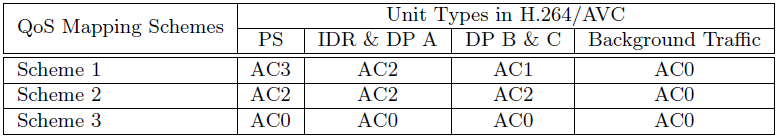 QoS Mapping Schemes Unit Types in H.264/AVC
PS IDR & DP A DP B & C Background Traffic
Scheme 1 AC3 AC2 AC1 AC0
Scheme 2 AC2 AC2 AC2 AC0
Scheme 3 AC0 AC0 AC0 AC0